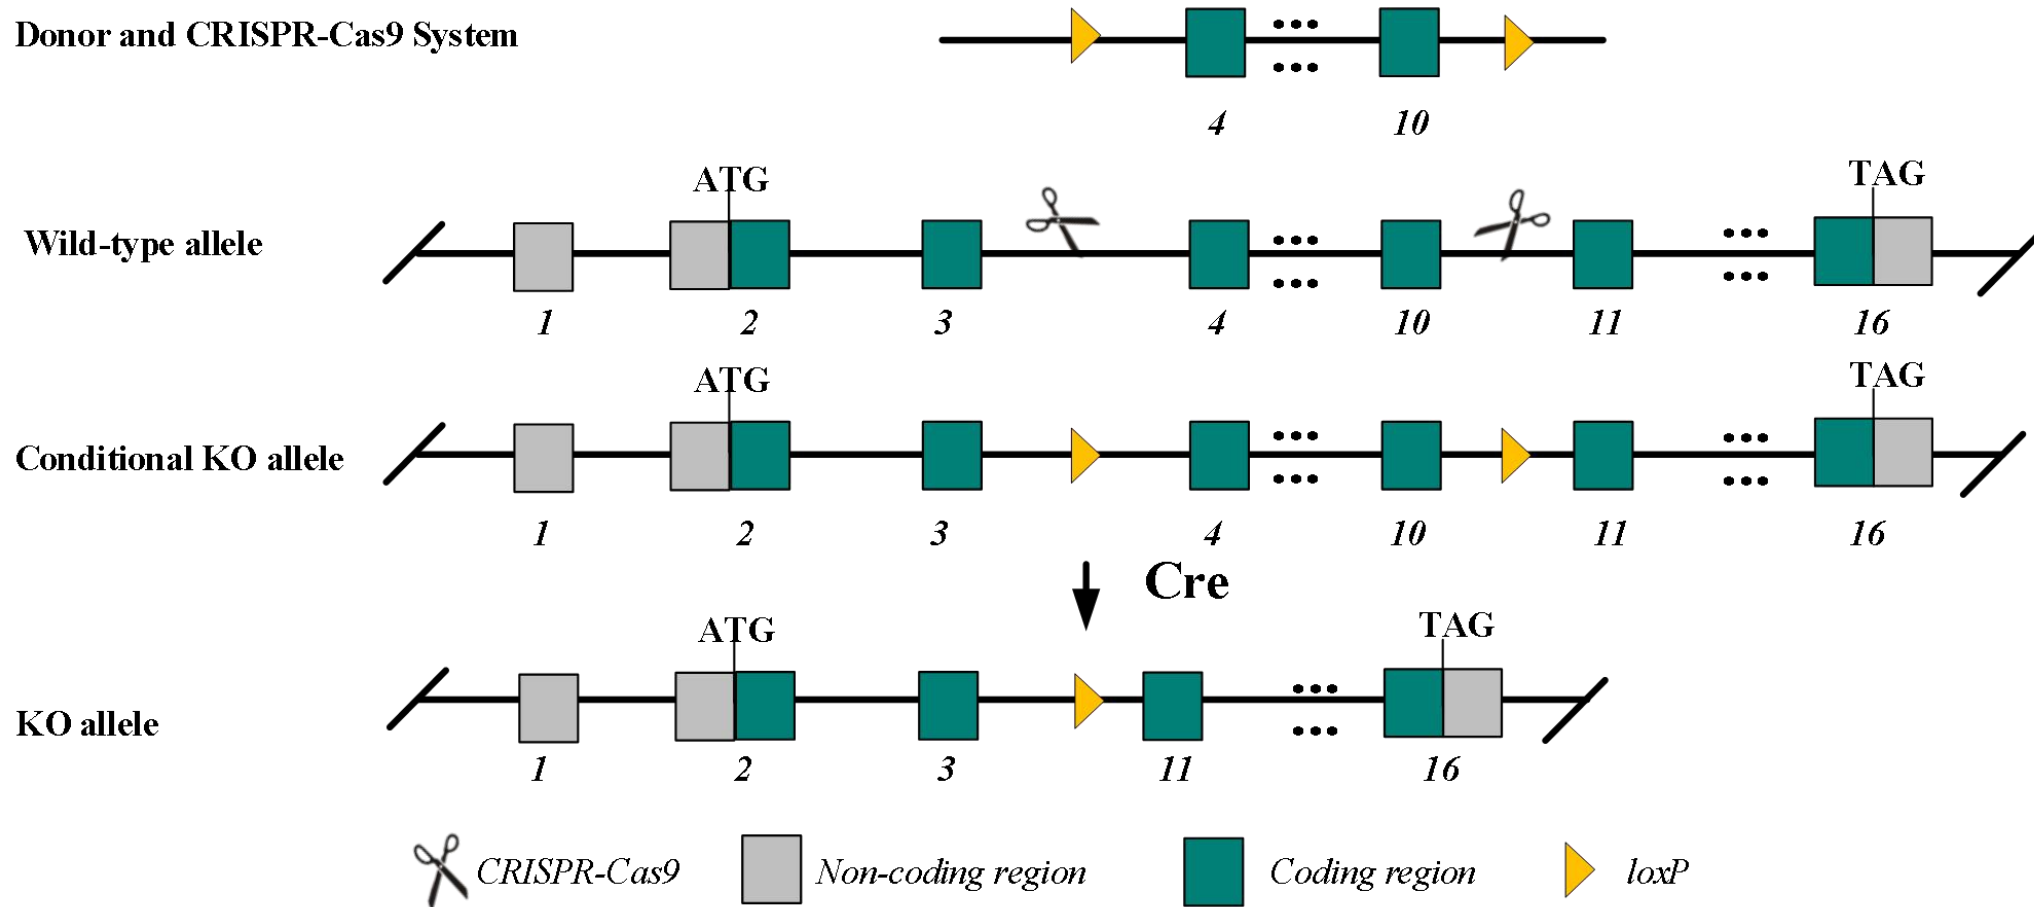 Donor and CRISPR-Cas9 System
4 10
ATG TAG
Wild-type allele
1 2 3 4 10 11 16
ATG TAG
Conditional KO allele
1 2 3 4 10 11 16
Cre
ATG TAG
KO allele
1 2 3 11 16
CRISPR-Cas9 Non-coding region Coding region loxP